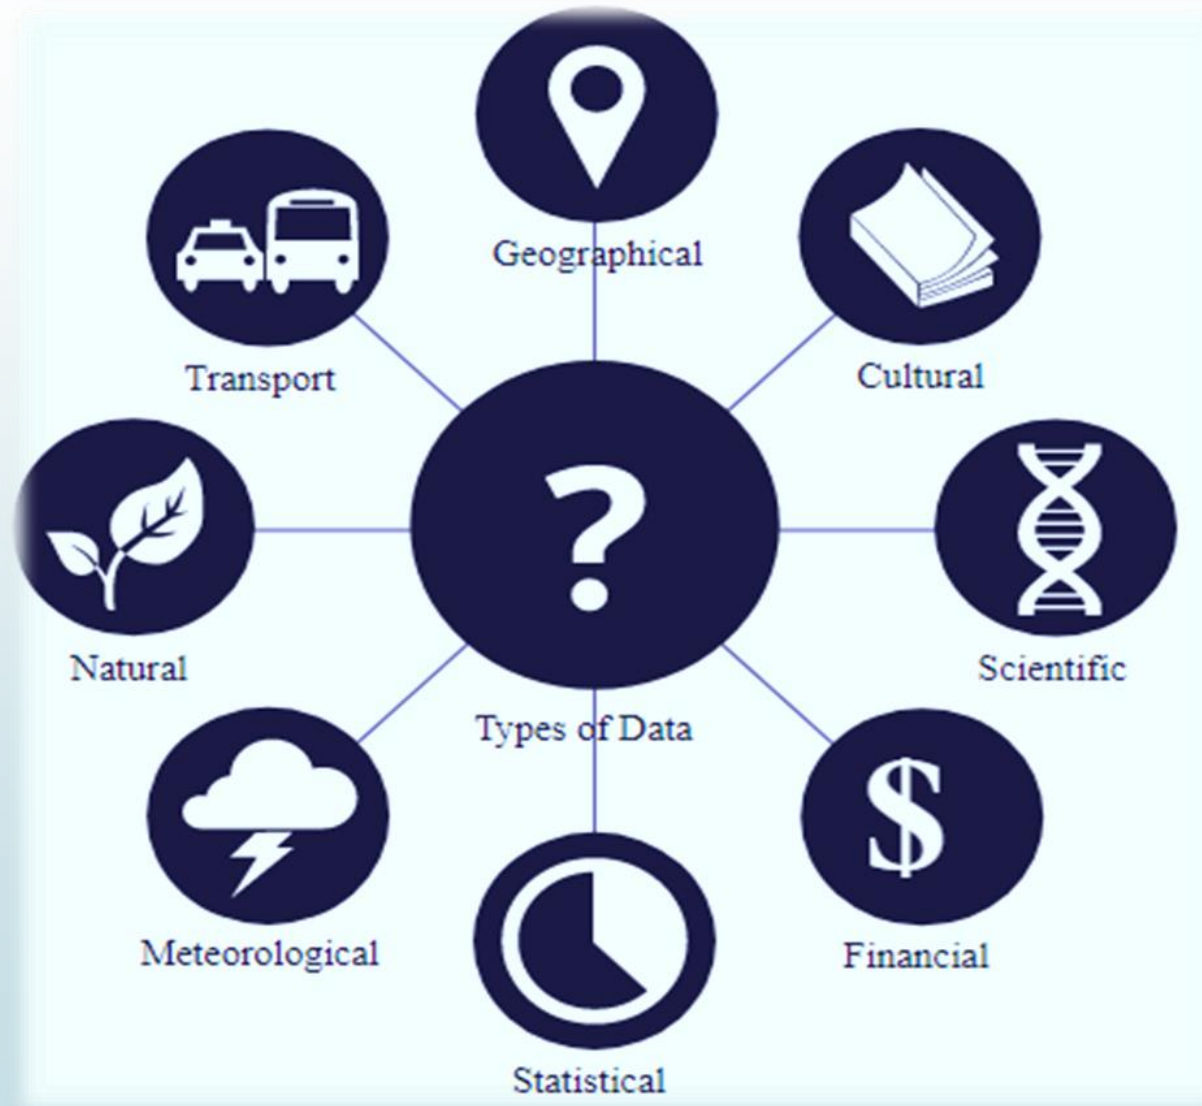 Geographical
Transport
Cultural
Natural
?
Scientific
Types of Data
Meteorological
$
Financial
Statistical